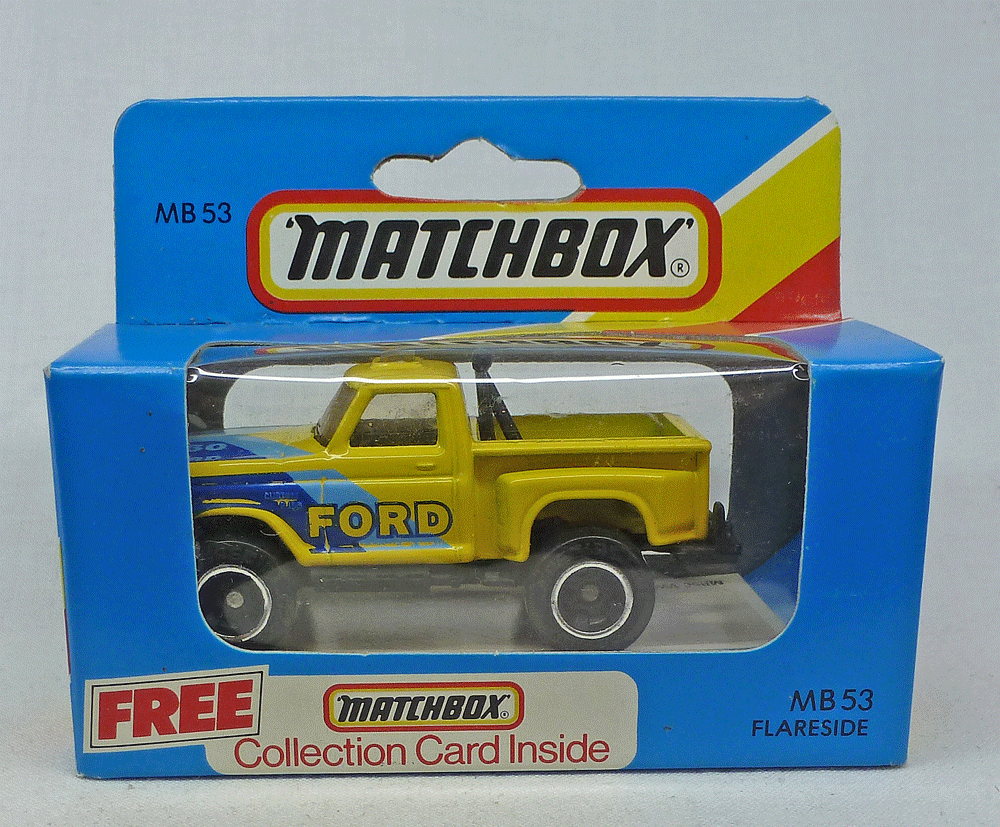 MB 53
'MATCHBOX'®
FORD
FREE
'MATCHBOX'®
Collection Card Inside
MB 53
FLARESIDE